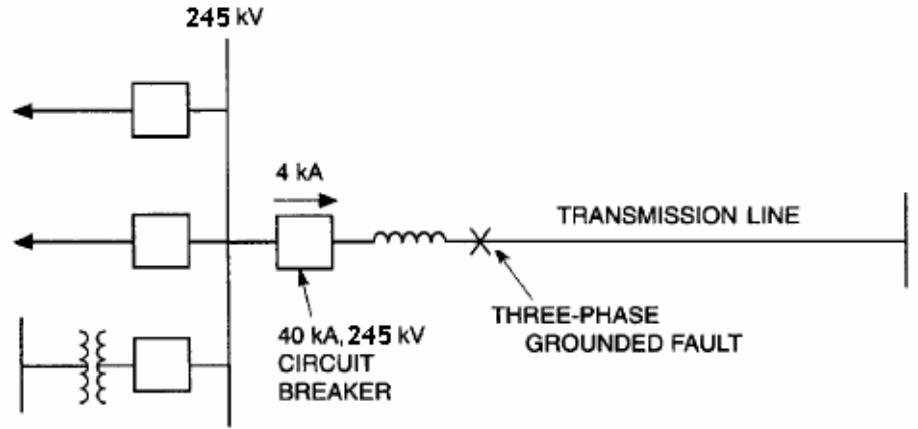 245 kV
4 kA
TRANSMISSION LINE
40 kA, 245 kV
CIRCUIT
BREAKER
THREE-PHASE
GROUNDED FAULT